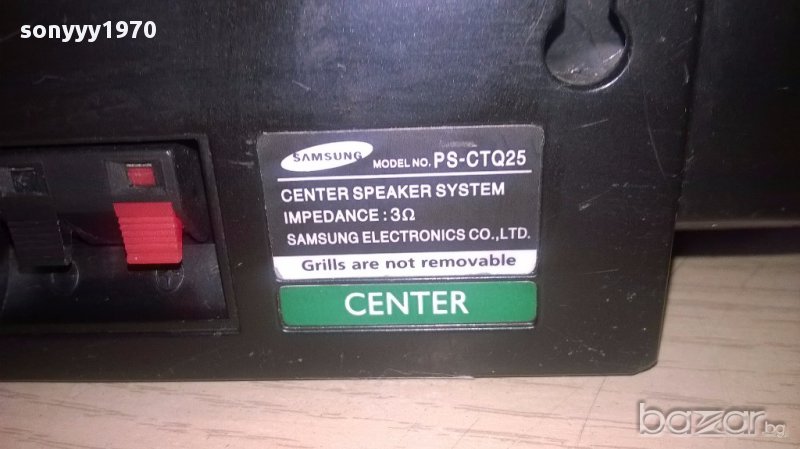 sonyyy1970
SAMSUNG MODEL NO. PS-CTQ25
CENTER SPEAKER SYSTEM
IMPEDANCE : 3Ω
SAMSUNG ELECTRONICS CO., LTD.
Grills are not removable
CENTER
bazar.bg